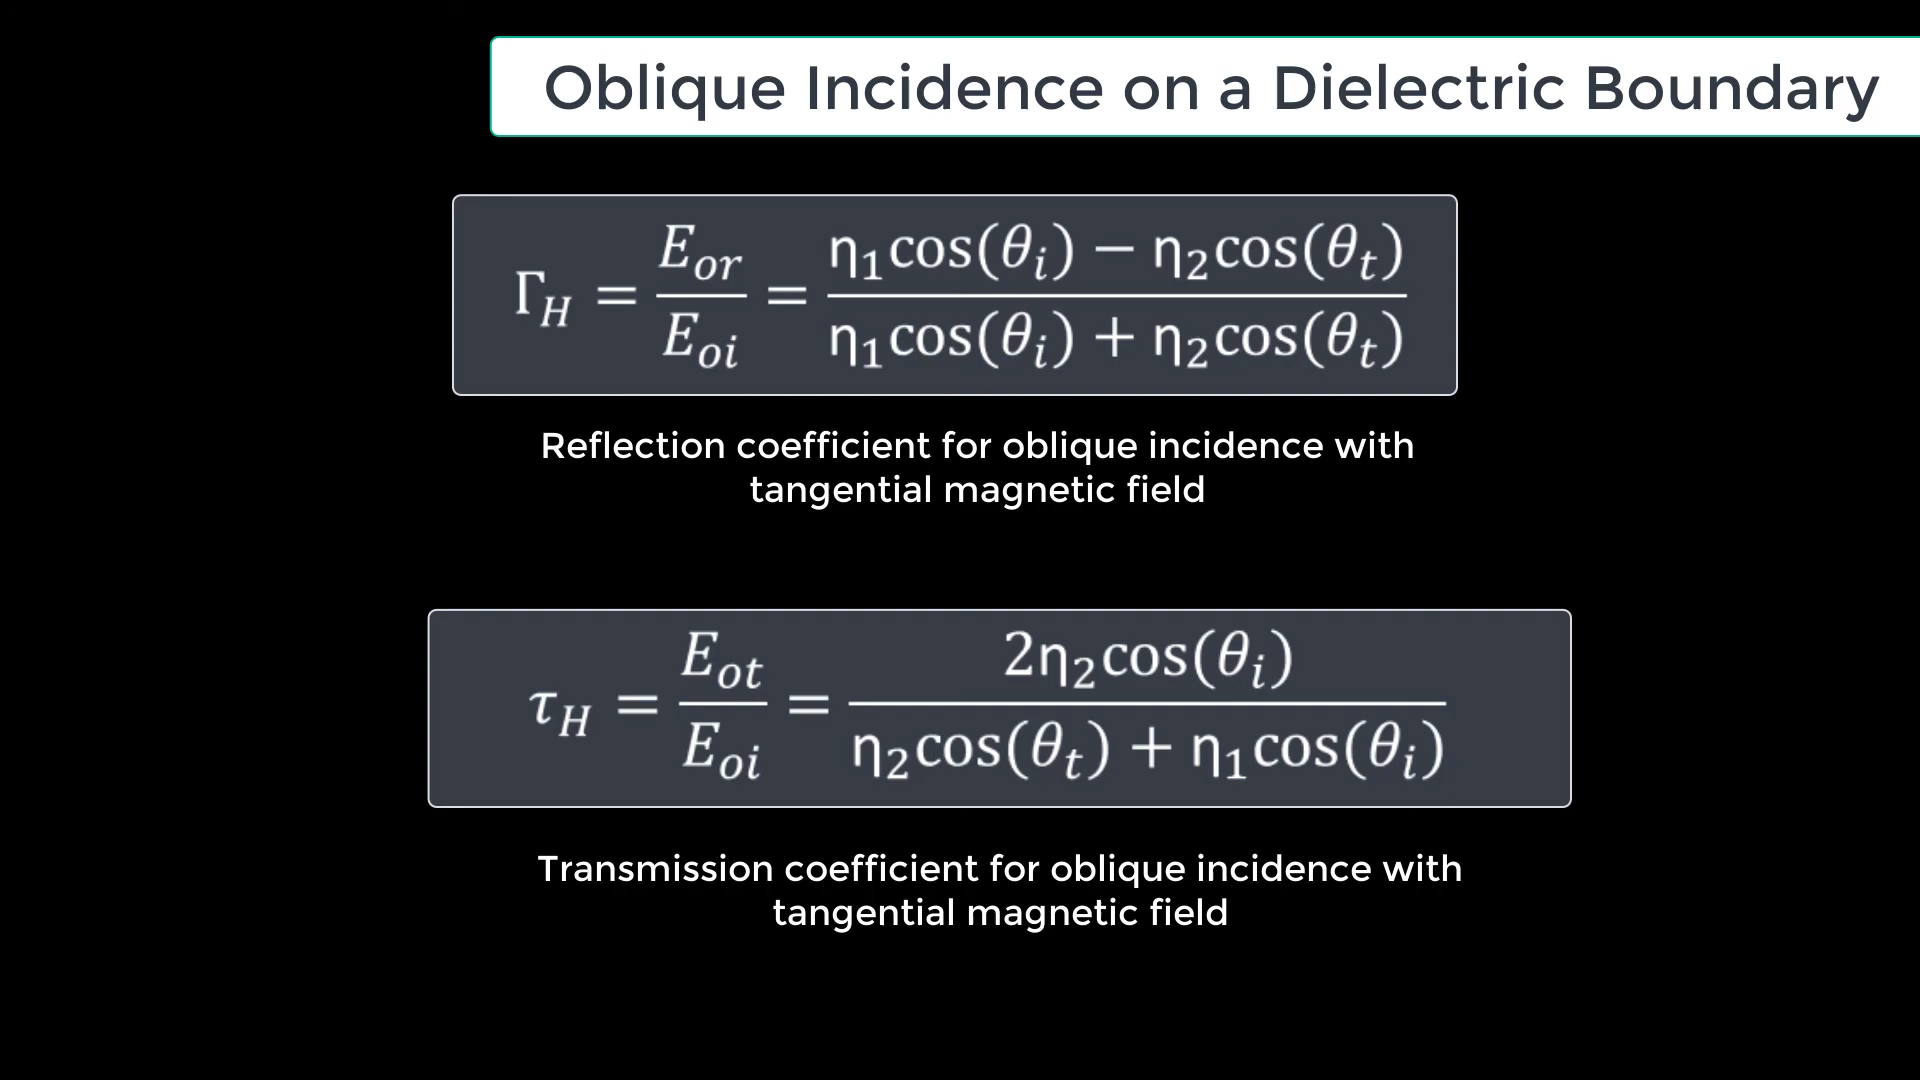 Oblique Incidence on a Dielectric Boundary
Γ_H = E_or / E_oi = (η₁cos(θ_i) − η₂cos(θ_t)) / (η₁cos(θ_i) + η₂cos(θ_t))
Reflection coefficient for oblique incidence with
tangential magnetic field
τ_H = E_ot / E_oi = 2η₂cos(θ_i) / (η₂cos(θ_t) + η₁cos(θ_i))
Transmission coefficient for oblique incidence with
tangential magnetic field